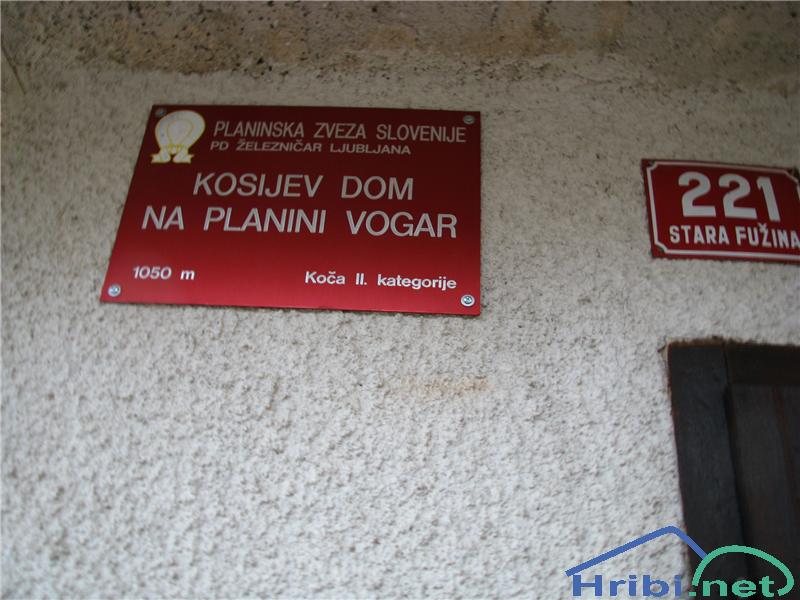 PLANINSKA ZVEZA SLOVENIJE
PD ŽELEZNIČAR LJUBLJANA
KOSIJEV DOM
NA PLANINI VOGAR
1050 m
Koča II. kategorije
221
STARA FUŽINA
Hribi.net